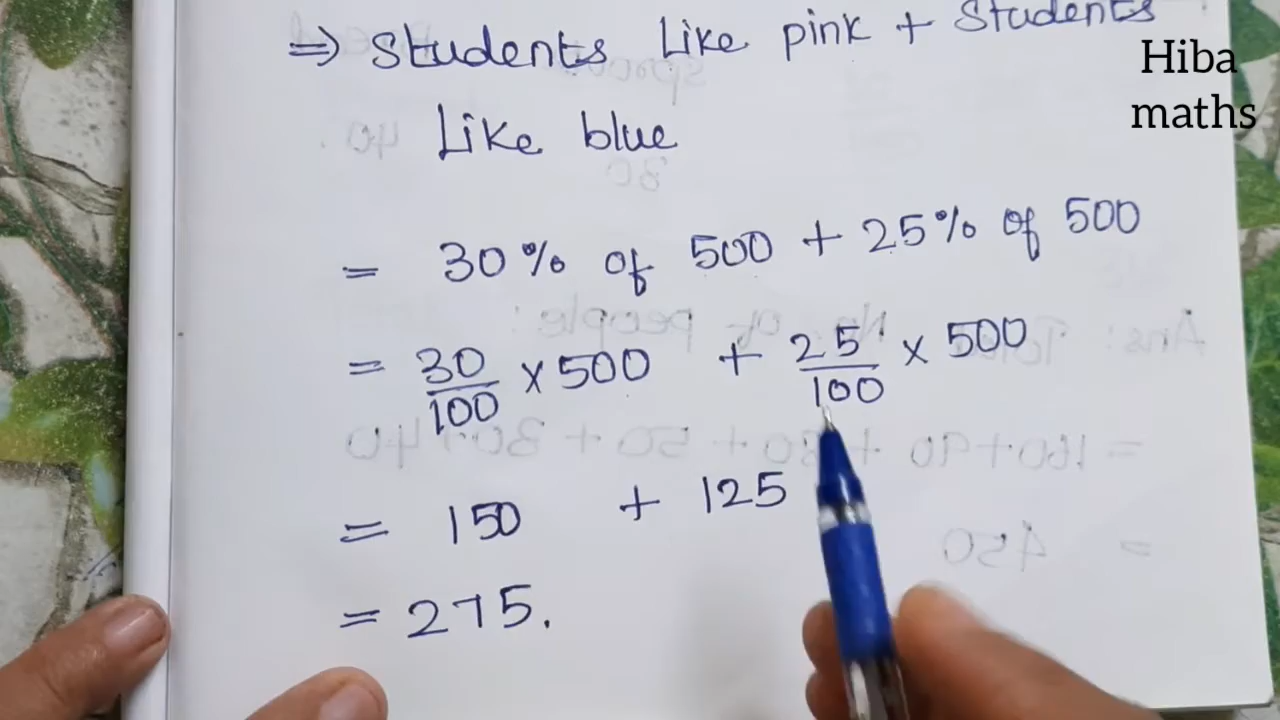 ⇒ Students Like pink + Students
Like blue
= 30% of 500 + 25% of 500
= 30/100 × 500 + 25/100 × 500
= 150 + 125
= 275.
Hiba
maths